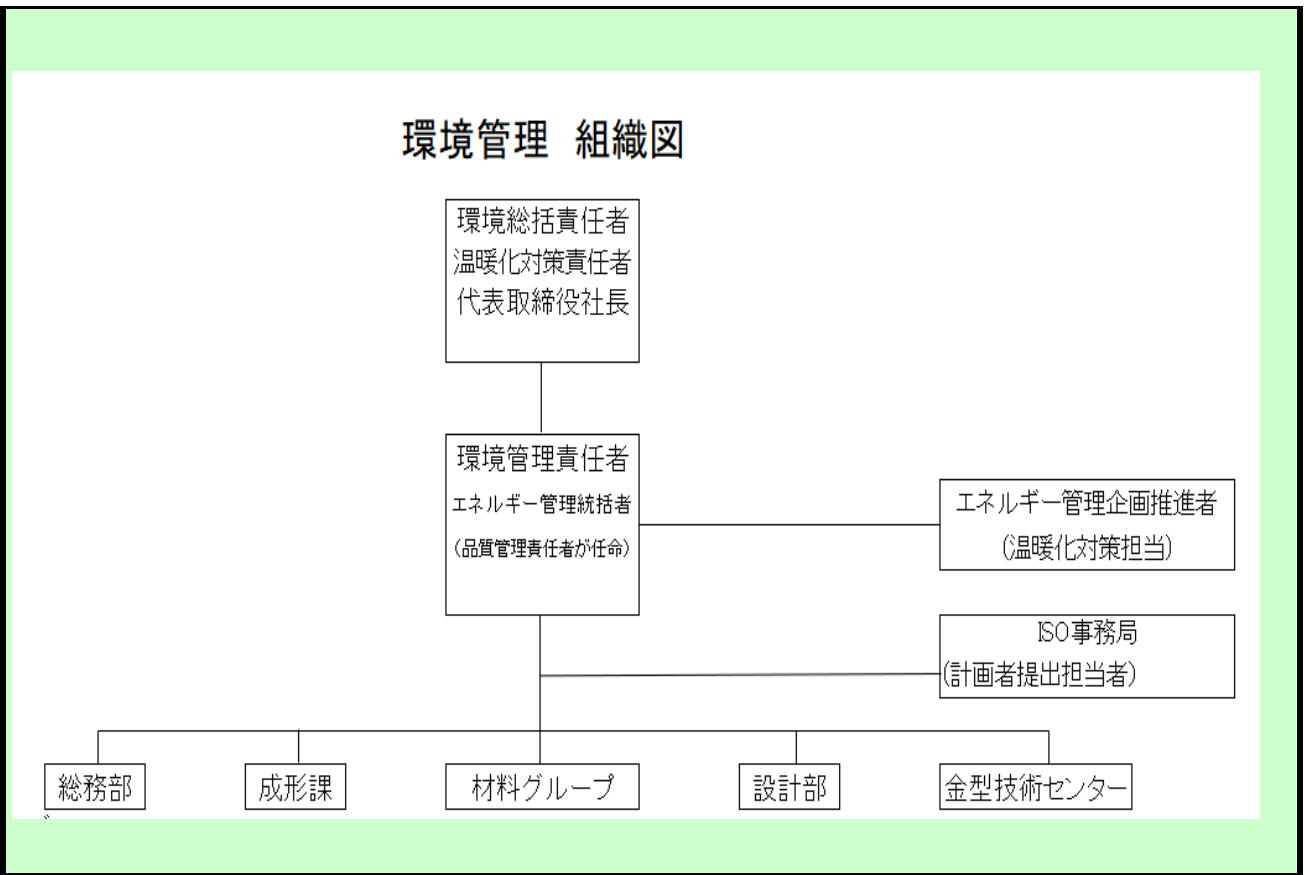 環境管理　組織図
環境総括責任者
温暖化対策責任者
代表取締役社長
環境管理責任者
エネルギー管理統括者
(品質管理責任者が任命)
エネルギー管理企画推進者
(温暖化対策担当)
ISO事務局
(計画者提出担当者)
総務部
成形課
材料グループ
設計部
金型技術センター